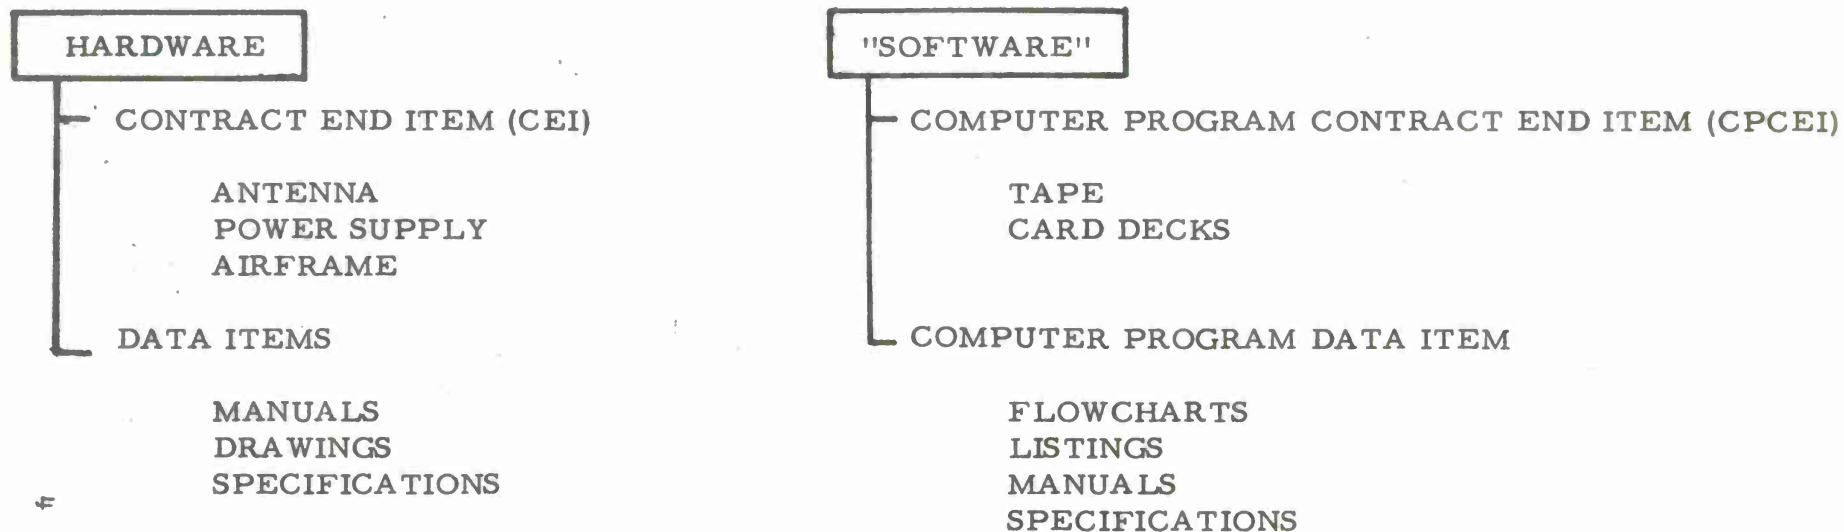 HARDWARE
CONTRACT END ITEM (CEI)
ANTENNA
POWER SUPPLY
AIRFRAME
DATA ITEMS
MANUALS
DRAWINGS
SPECIFICATIONS
"SOFTWARE"
COMPUTER PROGRAM CONTRACT END ITEM (CPCEI)
TAPE
CARD DECKS
COMPUTER PROGRAM DATA ITEM
FLOWCHARTS
LISTINGS
MANUALS
SPECIFICATIONS